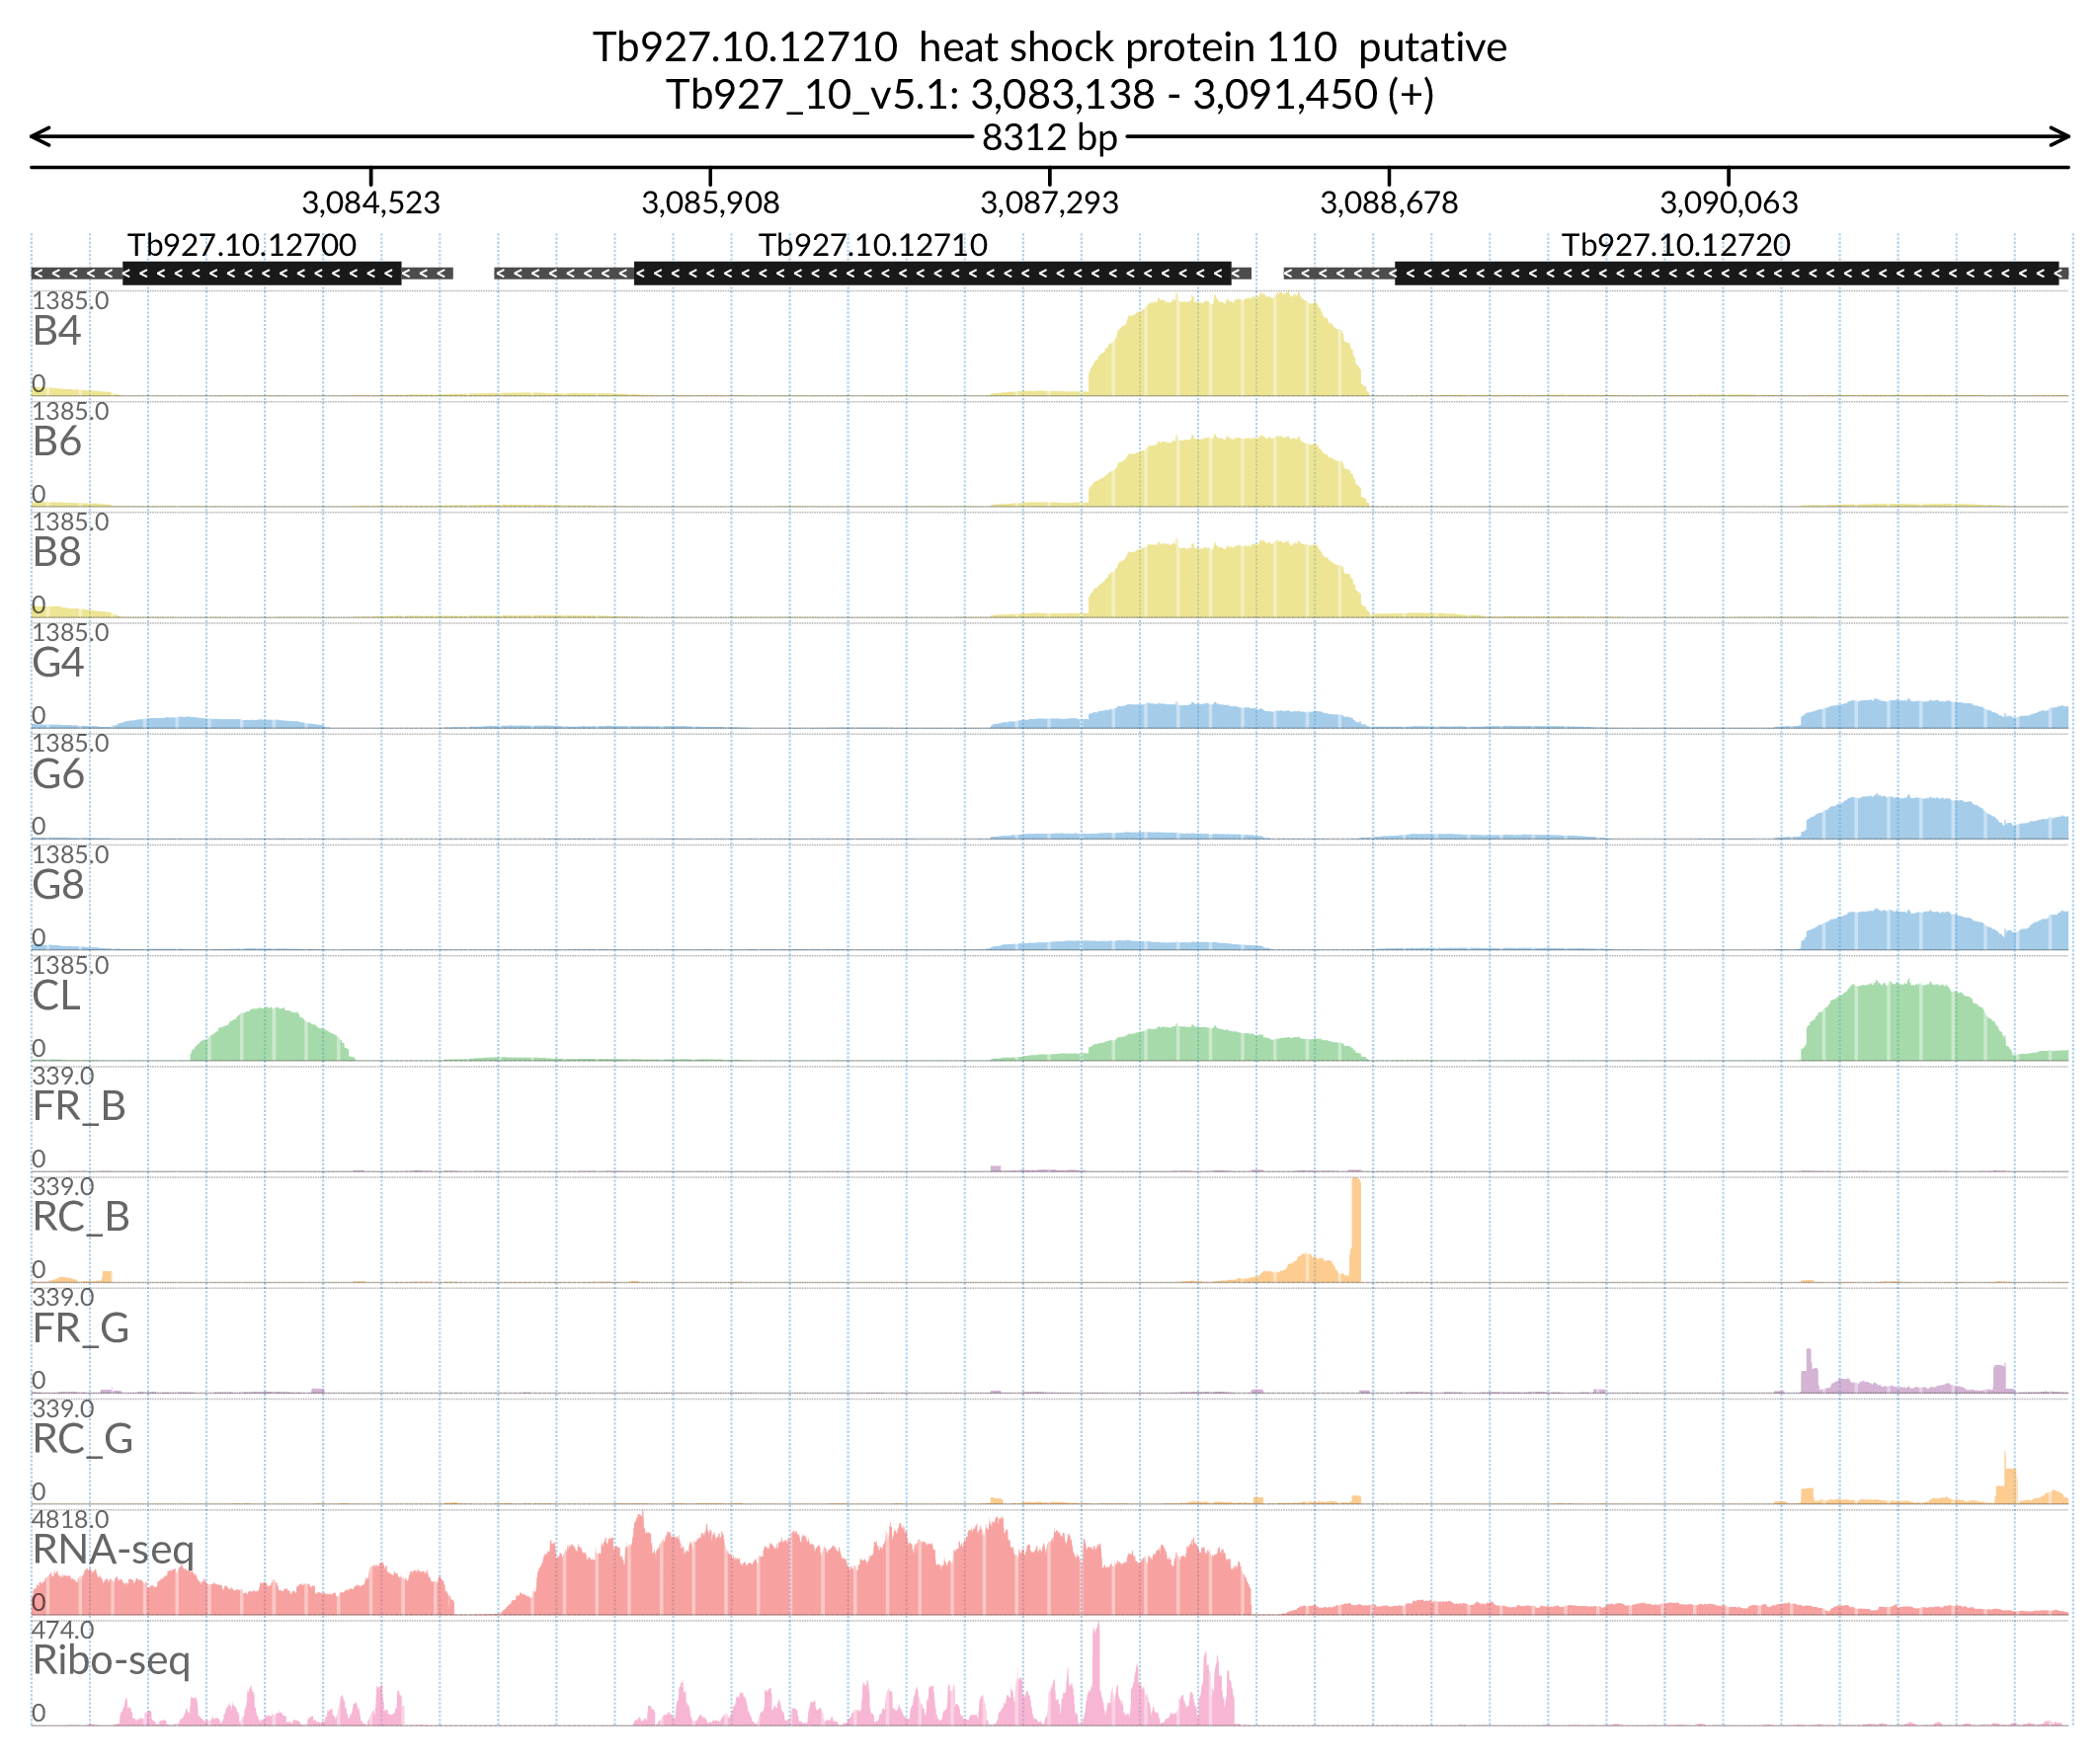 Tb927.10.12710  heat shock protein 110  putative
Tb927_10_v5.1: 3,083,138 - 3,091,450 (+)
8312 bp
3,084,523 3,085,908 3,087,293 3,088,678 3,090,063
Tb927.10.12700 Tb927.10.12710 Tb927.10.12720
1385.0
B4
0
1385.0
B6
0
1385.0
B8
0
1385.0
G4
0
1385.0
G6
0
1385.0
G8
0
1385.0
CL
0
339.0
FR_B
0
339.0
RC_B
0
339.0
FR_G
0
339.0
RC_G
0
4818.0
RNA-seq
0
474.0
Ribo-seq
0